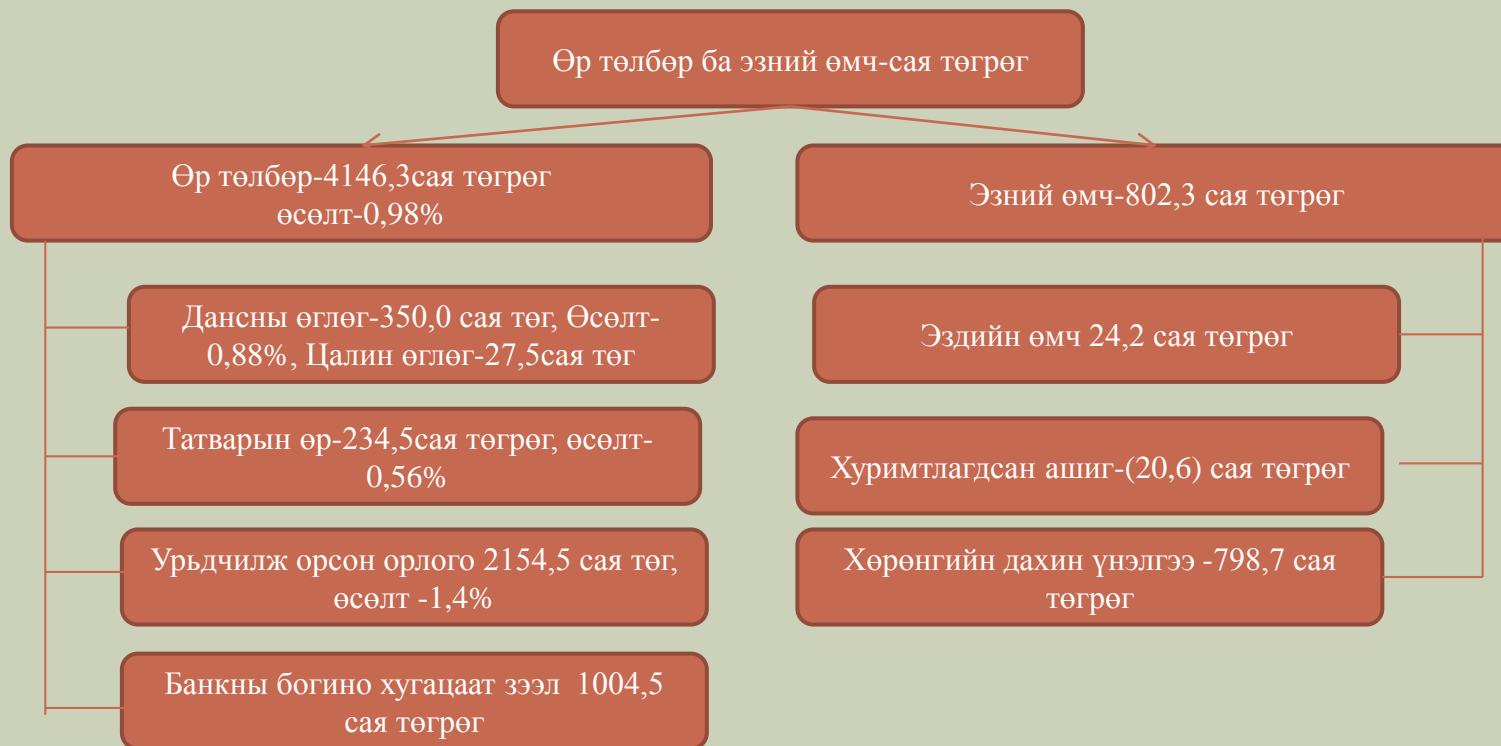 Өр төлбөр ба эзний өмч-сая төгрөг
Өр төлбөр-4146,3сая төгрөг
өсөлт-0,98%
Эзний өмч-802,3 сая төгрөг
Дансны өглөг-350,0 сая төг, Өсөлт-
0,88%, Цалин өглөг-27,5сая төг
Татварын өр-234,5сая төгрөг, өсөлт-
0,56%
Урьдчилж орсон орлого 2154,5 сая төг,
өсөлт -1,4%
Банкны богино хугацаат зээл 1004,5
сая төгрөг
Эздийн өмч 24,2 сая төгрөг
Хуримтлагдсан ашиг-(20,6) сая төгрөг
Хөрөнгийн дахин үнэлгээ -798,7 сая
төгрөг